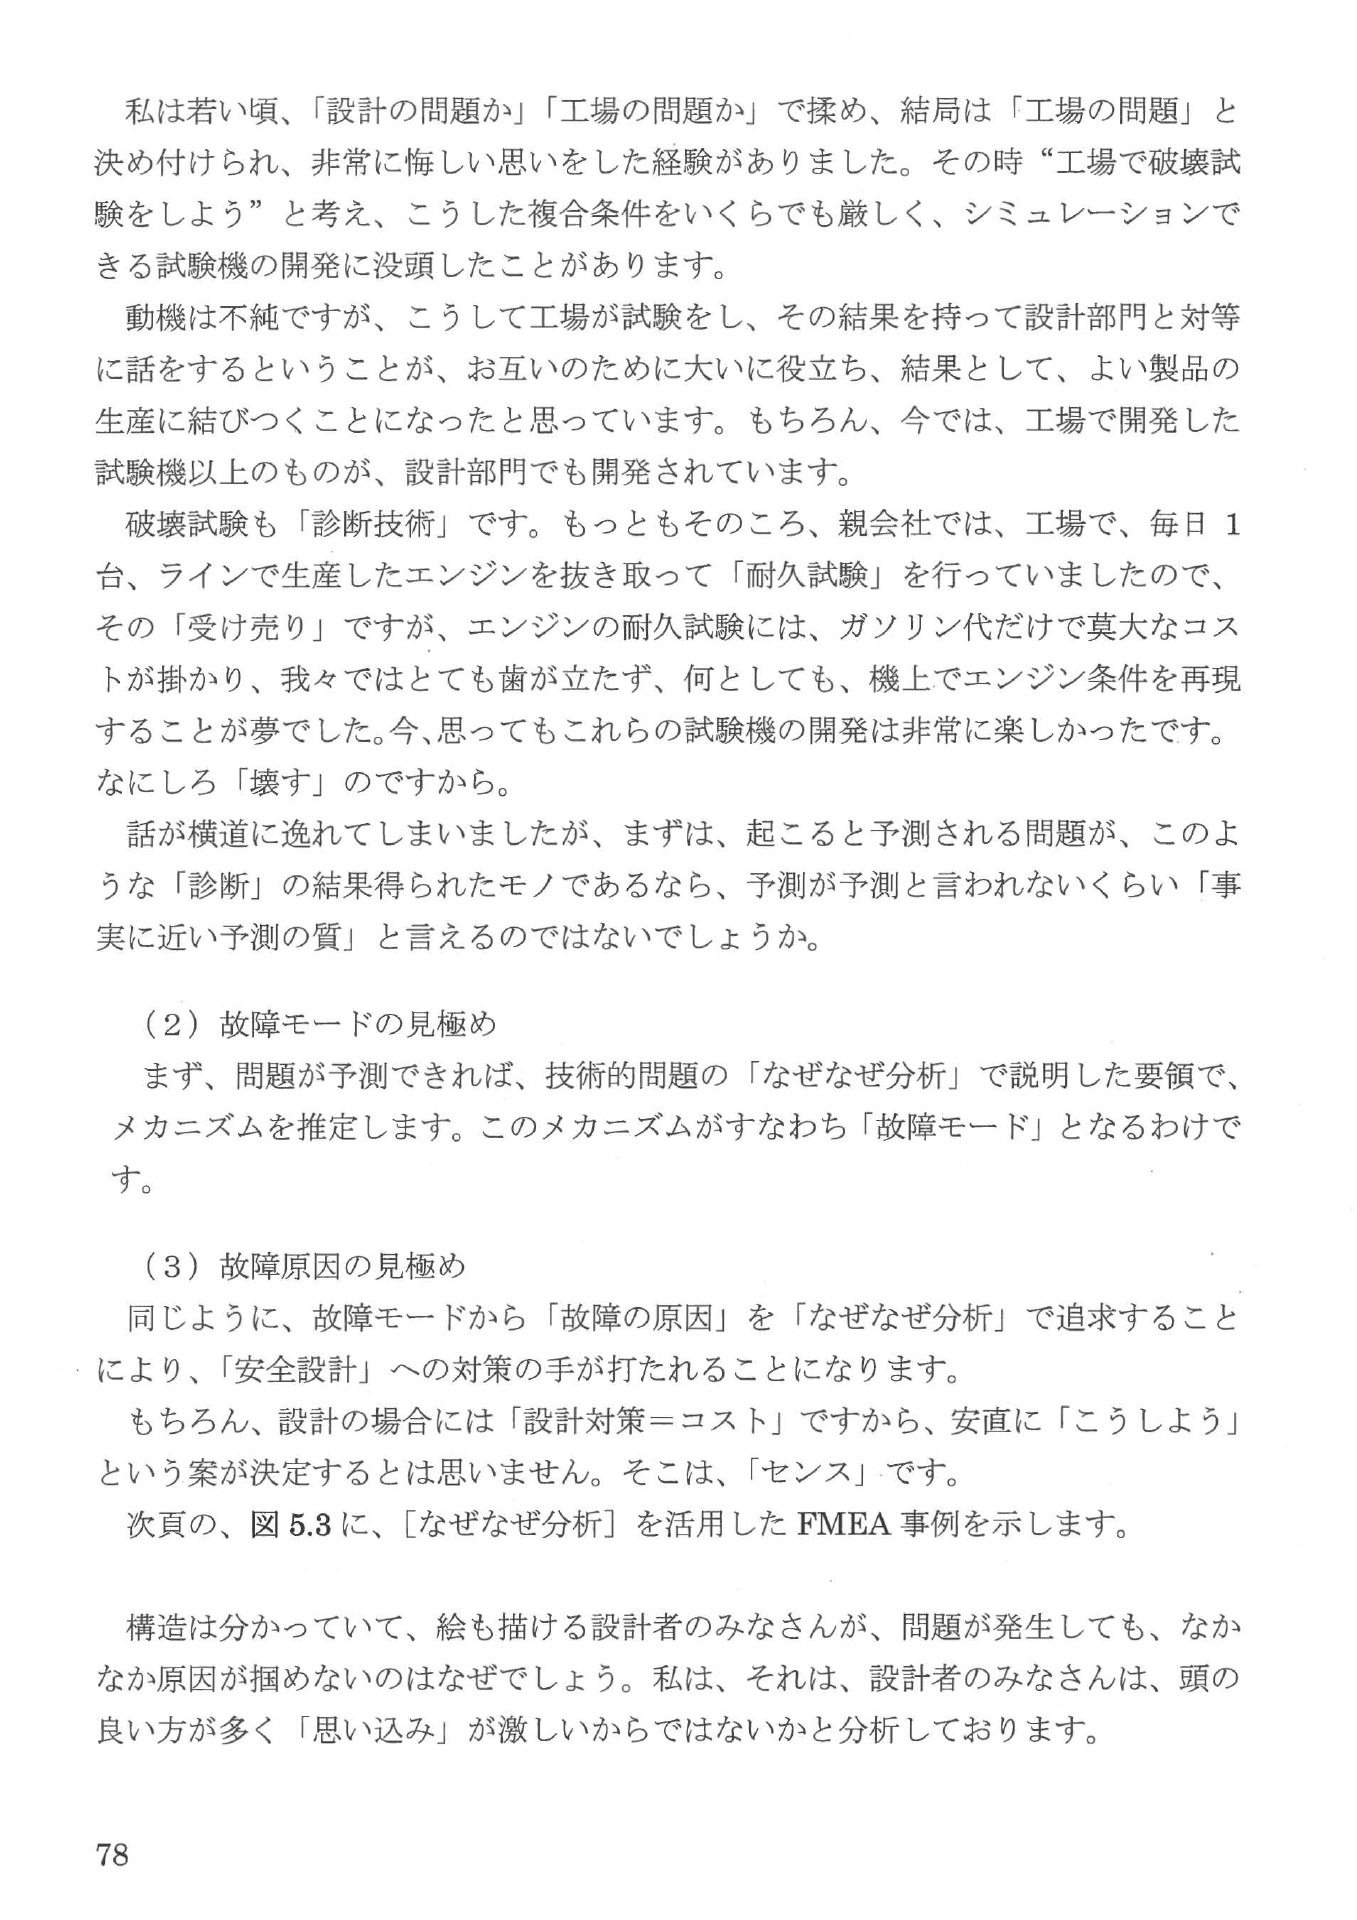 私は若い頃、「設計の問題か」「工場の問題か」で揉め、結局は「工場の問題」と
決め付けられ、非常に悔しい思いをした経験がありました。その時“工場で破壊試
験をしよう”と考え、こうした複合条件をいくらでも厳しく、シミュレーションで
きる試験機の開発に没頭したことがあります。
動機は不純ですが、こうして工場が試験をし、その結果を持って設計部門と対等
に話をするということが、お互いのために大いに役立ち、結果として、よい製品の
生産に結びつくことになったと思っています。もちろん、今では、工場で開発した
試験機以上のものが、設計部門でも開発されています。
破壊試験も「診断技術」です。もっともそのころ、親会社では、工場で、毎日 1
台、ラインで生産したエンジンを抜き取って「耐久試験」を行っていましたので、
その「受け売り」ですが、エンジンの耐久試験には、ガソリン代だけで莫大なコス
トが掛かり、我々ではとても歯が立たず、何としても、機上でエンジン条件を再現
することが夢でした。今、思ってもこれらの試験機の開発は非常に楽しかったです。
なにしろ「壊す」のですから。
話が横道に逸れてしまいましたが、まずは、起こると予測される問題が、このよ
うな「診断」の結果得られたモノであるなら、予測が予測と言われないくらい「事
実に近い予測の質」と言えるのではないでしょうか。
（2）故障モードの見極め
まず、問題が予測できれば、技術的問題の「なぜなぜ分析」で説明した要領で、
メカニズムを推定します。このメカニズムがすなわち「故障モード」となるわけで
す。
（3）故障原因の見極め
同じように、故障モードから「故障の原因」を「なぜなぜ分析」で追求すること
により、「安全設計」への対策の手が打たれることになります。
もちろん、設計の場合には「設計対策＝コスト」ですから、安直に「こうしよう」
という案が決定するとは思いません。そこは、「センス」です。
次頁の、図 5.3 に、［なぜなぜ分析］を活用した FMEA 事例を示します。
構造は分かっていて、絵も描ける設計者のみなさんが、問題が発生しても、なか
なか原因が掴めないのはなぜでしょう。私は、それは、設計者のみなさんは、頭の
良い方が多く「思い込み」が激しいからではないかと分析しております。
78